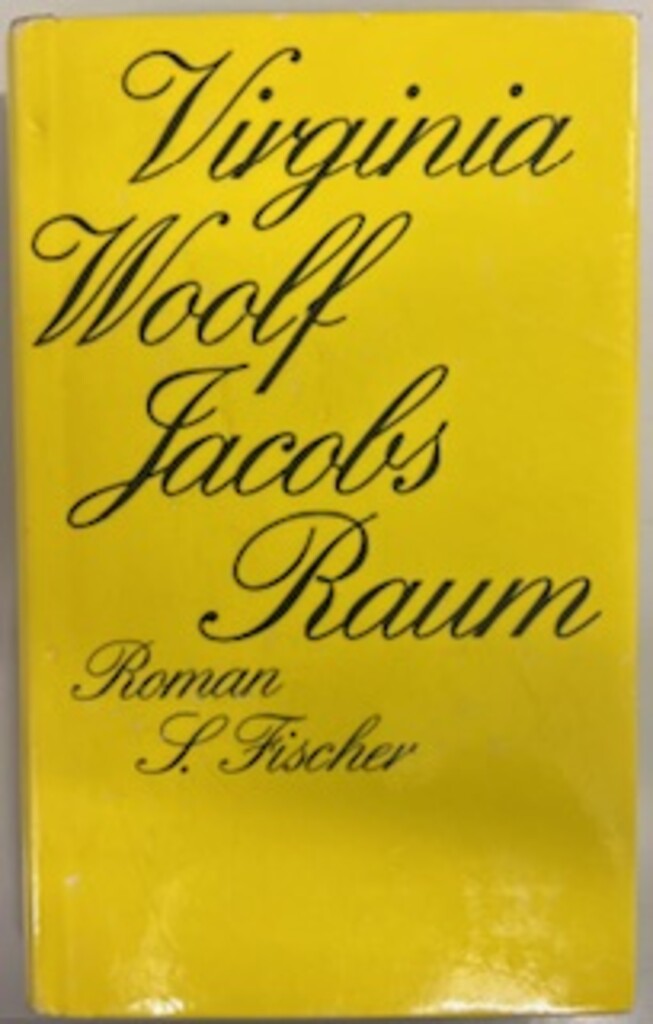 Virginia
Woolf
Jacobs
Raum
Roman
S. Fischer